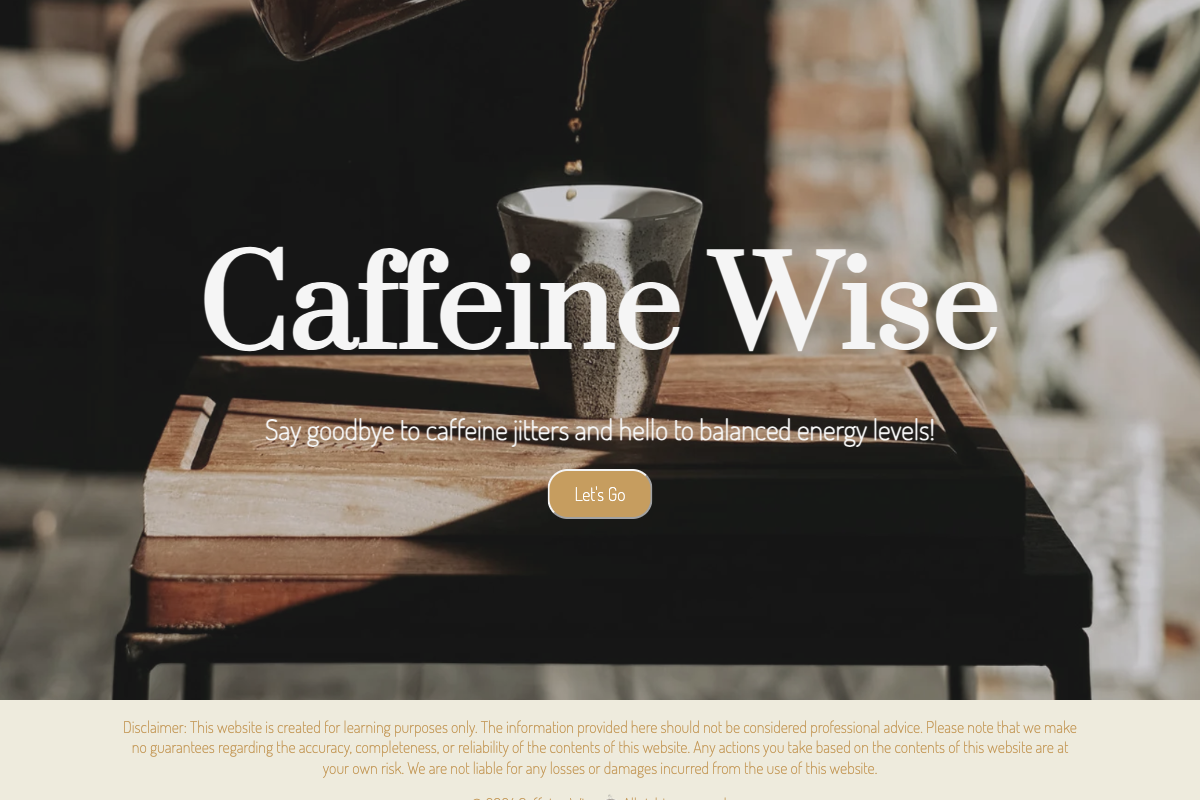 Caffeine Wise
Say goodbye to caffeine jitters and hello to balanced energy levels!
Let's Go
Disclaimer: This website is created for learning purposes only. The information provided here should not be considered professional advice. Please note that we make
no guarantees regarding the accuracy, completeness, or reliability of the contents of this website. Any actions you take based on the contents of this website are at
your own risk. We are not liable for any losses or damages incurred from the use of this website.